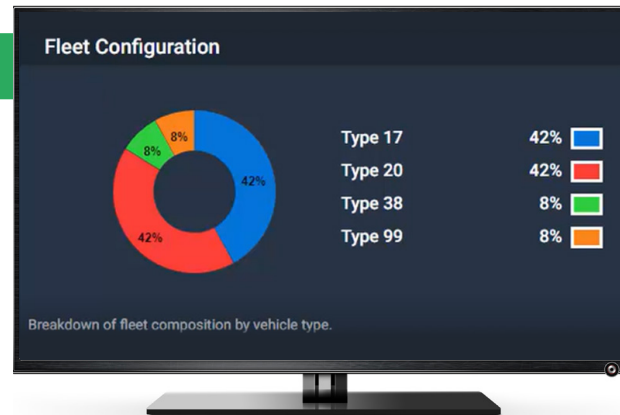 Fleet Configuration
8%
8%
42%
42%
Type 17 42%
Type 20 42%
Type 38 8%
Type 99 8%
Breakdown of fleet composition by vehicle type.